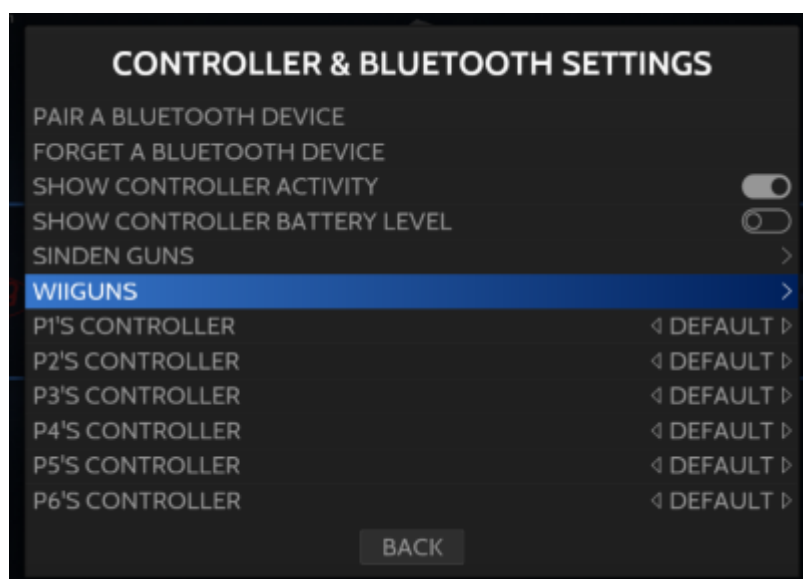 CONTROLLER & BLUETOOTH SETTINGS
PAIR A BLUETOOTH DEVICE
FORGET A BLUETOOTH DEVICE
SHOW CONTROLLER ACTIVITY
SHOW CONTROLLER BATTERY LEVEL
SINDEN GUNS
WIIGUNS
P1'S CONTROLLER DEFAULT
P2'S CONTROLLER DEFAULT
P3'S CONTROLLER DEFAULT
P4'S CONTROLLER DEFAULT
P5'S CONTROLLER DEFAULT
P6'S CONTROLLER DEFAULT
BACK